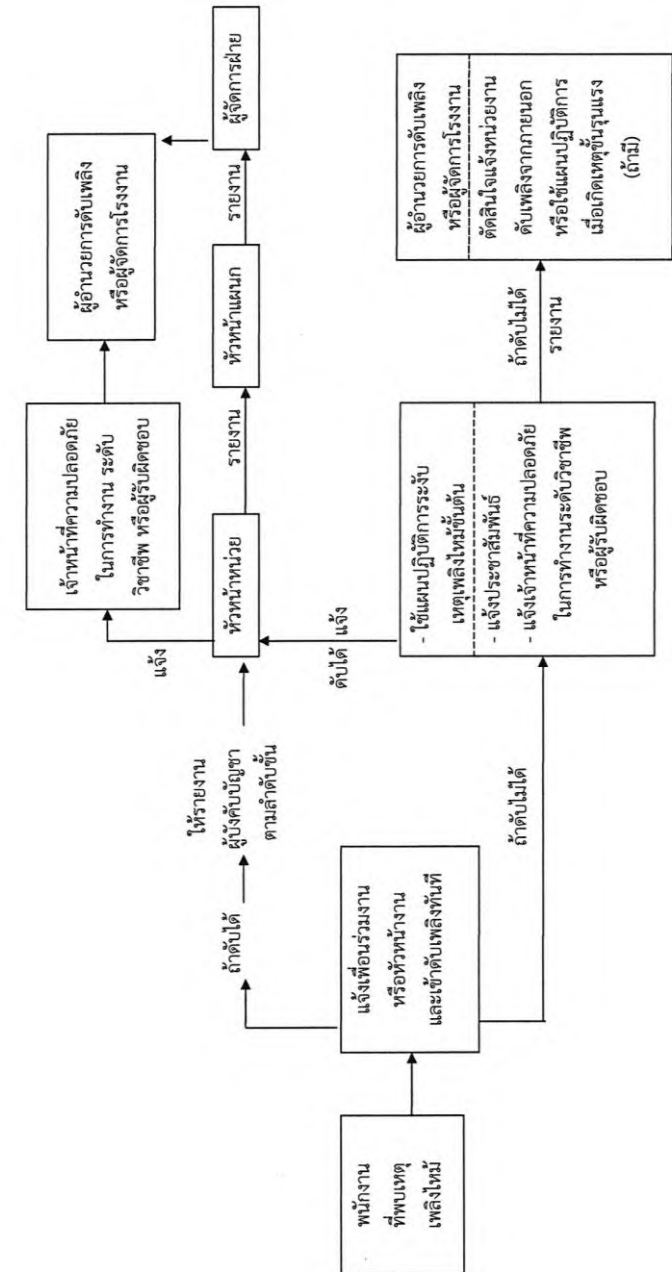 พนักงาน
ที่พบเหตุ
เพลิงไหม้
แจ้งเพื่อนร่วมงาน
หรือหัวหน้างาน
และเข้าดับเพลิงทันที
ถ้าดับได้
ให้รายงาน
ผู้บังคับบัญชา
ตามลำดับชั้น
หัวหน้าหน่วย
แจ้ง
เจ้าหน้าที่ความปลอดภัย
ในการทำงาน ระดับ
วิชาชีพ หรือผู้รับผิดชอบ
ผู้อำนวยการดับเพลิง
หรือผู้จัดการโรงงาน
รายงาน
หัวหน้าแผนก
รายงาน
ผู้จัดการฝ่าย
ถ้าดับไม่ได้
- ใช้แผนปฏิบัติการระงับ
เหตุเพลิงไหม้ขั้นต้น
- แจ้งประชาสัมพันธ์
- แจ้งเจ้าหน้าที่ความปลอดภัย
ในการทำงานระดับวิชาชีพ
หรือผู้รับผิดชอบ
ดับได้ แจ้ง
ถ้าดับไม่ได้
รายงาน
ผู้อำนวยการดับเพลิง
หรือผู้จัดการโรงงาน
ตัดสินใจแจ้งหน่วยงาน
ดับเพลิงจากภายนอก
หรือใช้แผนปฏิบัติการ
เมื่อเกิดเหตุขั้นรุนแรง
(ถ้ามี)